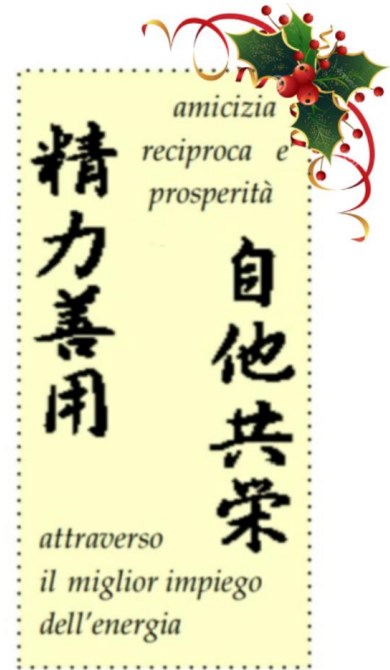 amicizia
reciproca e
prosperità
自他共栄
精力善用
attraverso
il miglior impiego
dell'energia